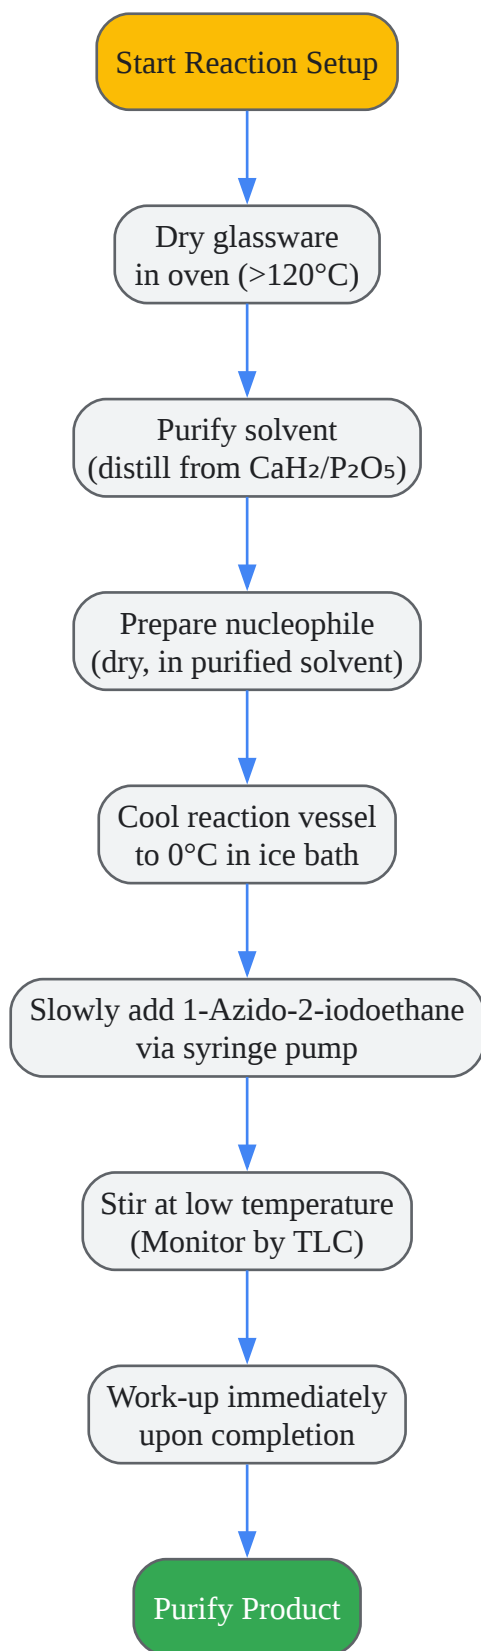 Start Reaction Setup
Dry glassware
in oven (>120°C)
Purify solvent
(distill from CaH₂/P₂O₅)
Prepare nucleophile
(dry, in purified solvent)
Cool reaction vessel
to 0°C in ice bath
Slowly add 1-Azido-2-iodoethane
via syringe pump
Stir at low temperature
(Monitor by TLC)
Work-up immediately
upon completion
Purify Product